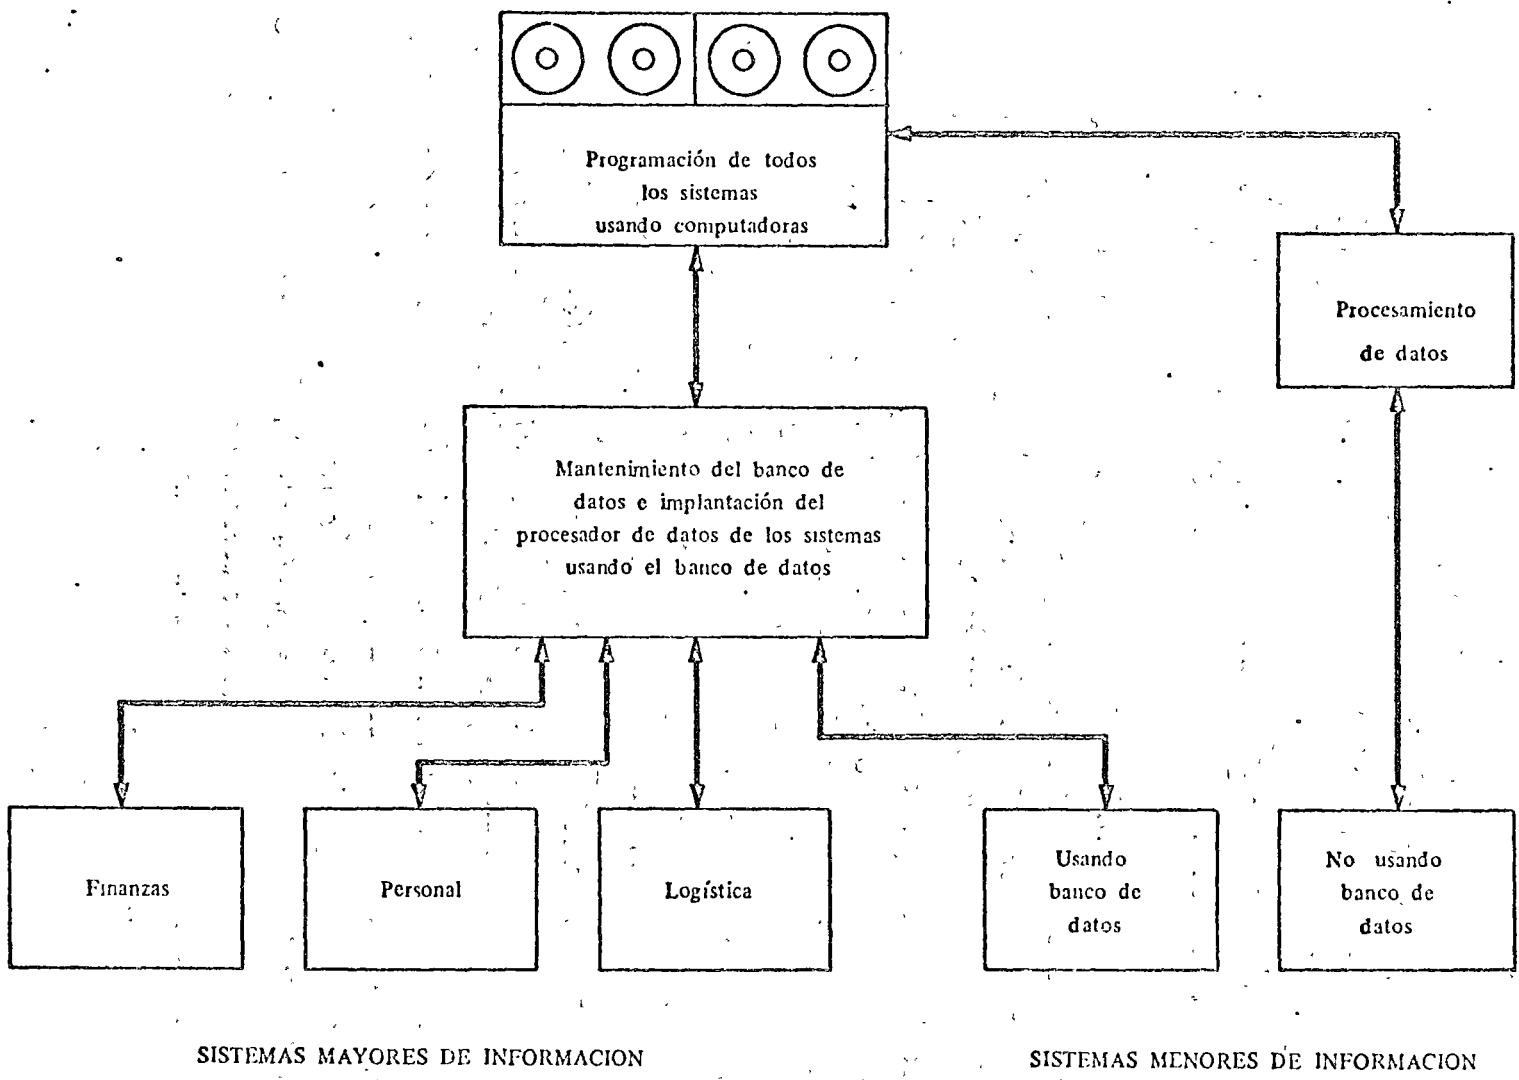 Programación de todos
los sistemas
usando computadoras
Procesamiento
de datos
Mantenimiento del banco de
datos e implantación del
procesador de datos de los sistemas
usando el banco de datos
Finanzas
Personal
Logística
Usando
banco de
datos
No usando
banco de
datos
SISTEMAS MAYORES DE INFORMACION
SISTEMAS MENORES DE INFORMACION